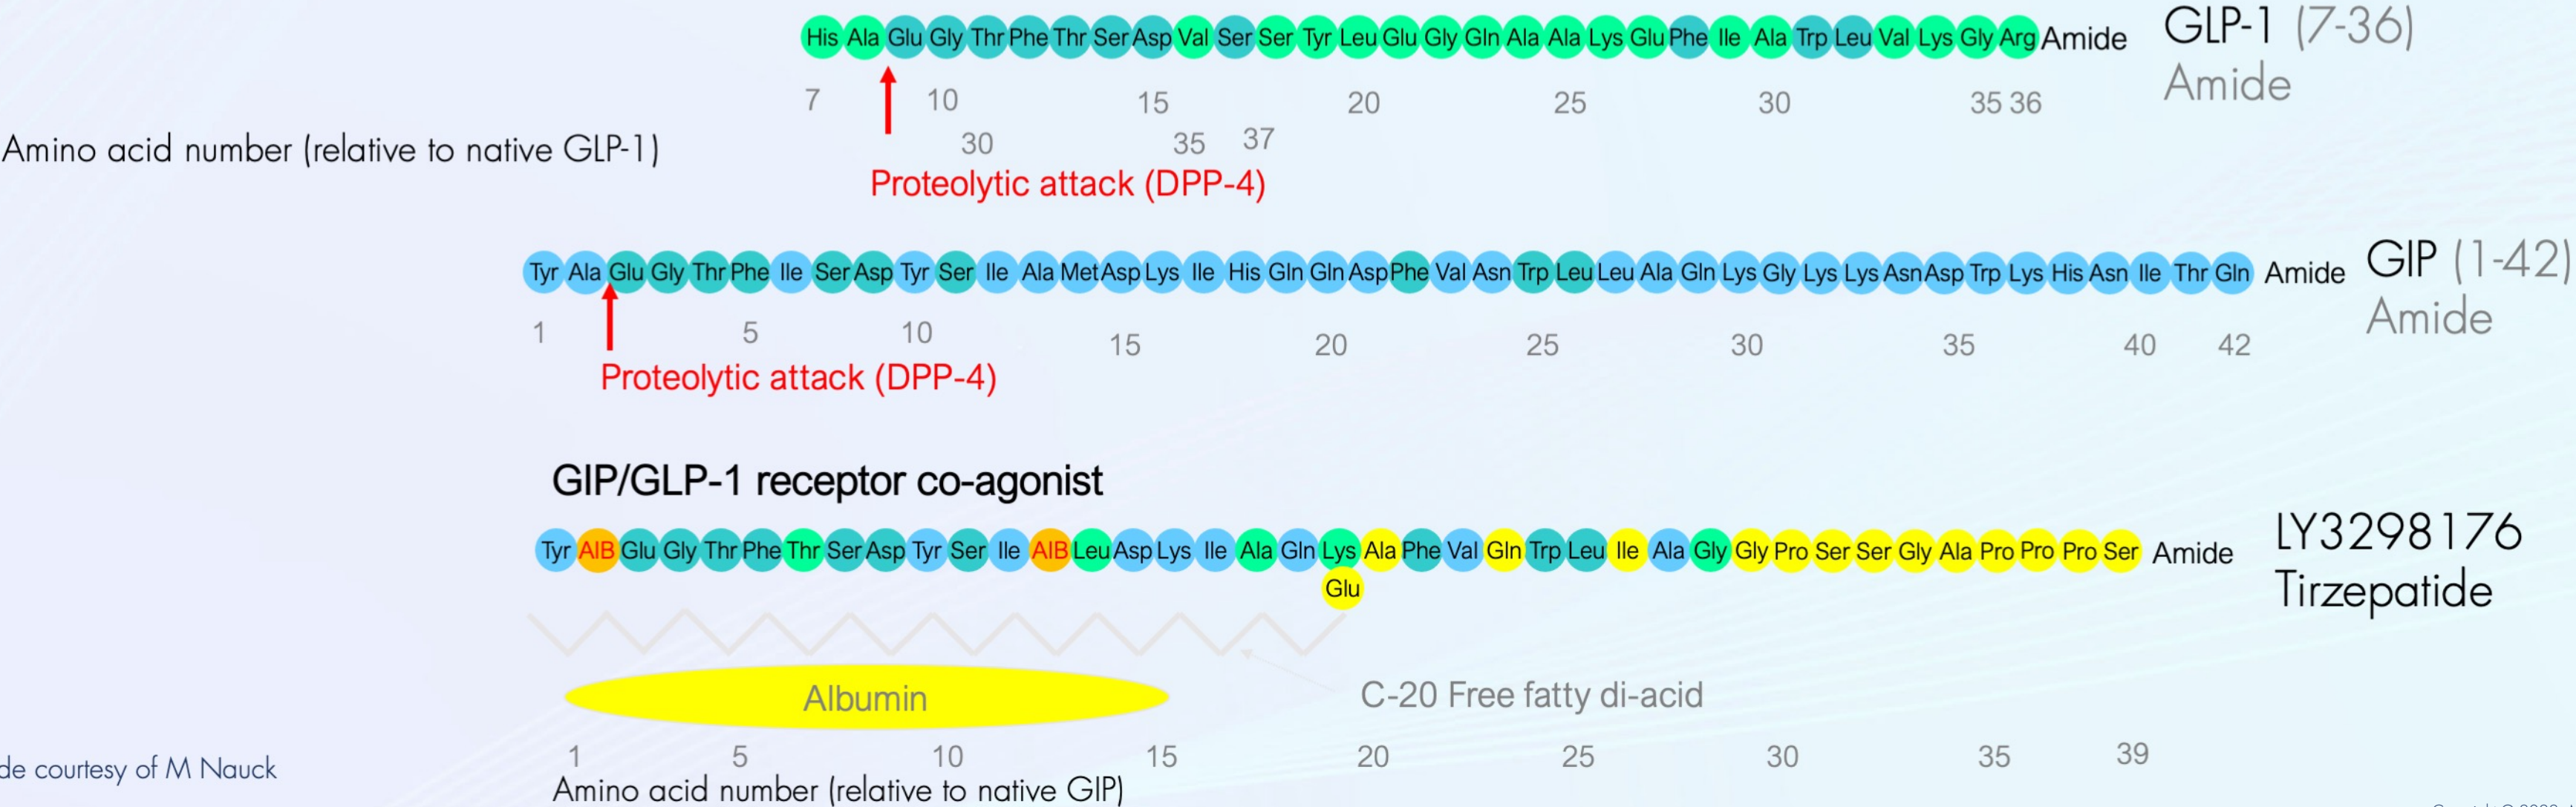 His Ala Glu Gly Thr Phe Thr Ser Asp Val Ser Ser Tyr Leu Glu Gly Gln Ala Ala Lys Glu Phe Ile Ala Trp Leu Val Lys Gly Arg Amide
GLP-1 (7-36)
Amide
7 10 15 20 25 30 35 36
30 35 37
Amino acid number (relative to native GLP-1)
Proteolytic attack (DPP-4)
Tyr Ala Glu Gly Thr Phe Ile Ser Asp Tyr Ser Ile Ala Met Asp Lys Ile His Gln Gln Asp Phe Val Asn Trp Leu Leu Ala Gln Lys Gly Lys Lys Asn Asp Trp Lys His Asn Ile Thr Gln Amide
GIP (1-42)
Amide
1 5 10 15 20 25 30 35 40 42
Proteolytic attack (DPP-4)
GIP/GLP-1 receptor co-agonist
Tyr AIB Glu Gly Thr Phe Thr Ser Asp Tyr Ser Ile AIB Leu Asp Lys Ile Ala Gln Lys Ala Phe Val Gln Trp Leu Ile Ala Gly Gly Pro Ser Ser Gly Ala Pro Pro Pro Ser Amide
Glu
LY3298176
Tirzepatide
Albumin
C-20 Free fatty di-acid
1 5 10 15 20 25 30 35 39
Amino acid number (relative to native GIP)
de courtesy of M Nauck